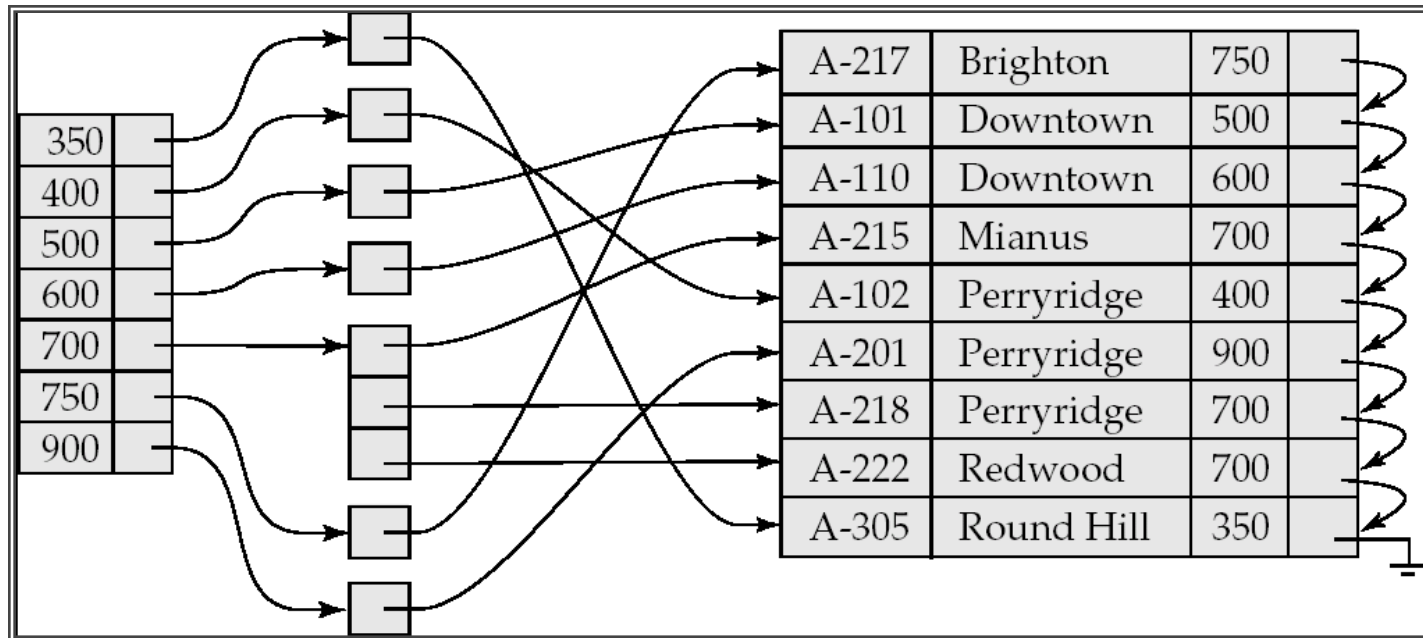 350
400
500
600
700
750
900
A-217 Brighton 750
A-101 Downtown 500
A-110 Downtown 600
A-215 Mianus 700
A-102 Perryridge 400
A-201 Perryridge 900
A-218 Perryridge 700
A-222 Redwood 700
A-305 Round Hill 350